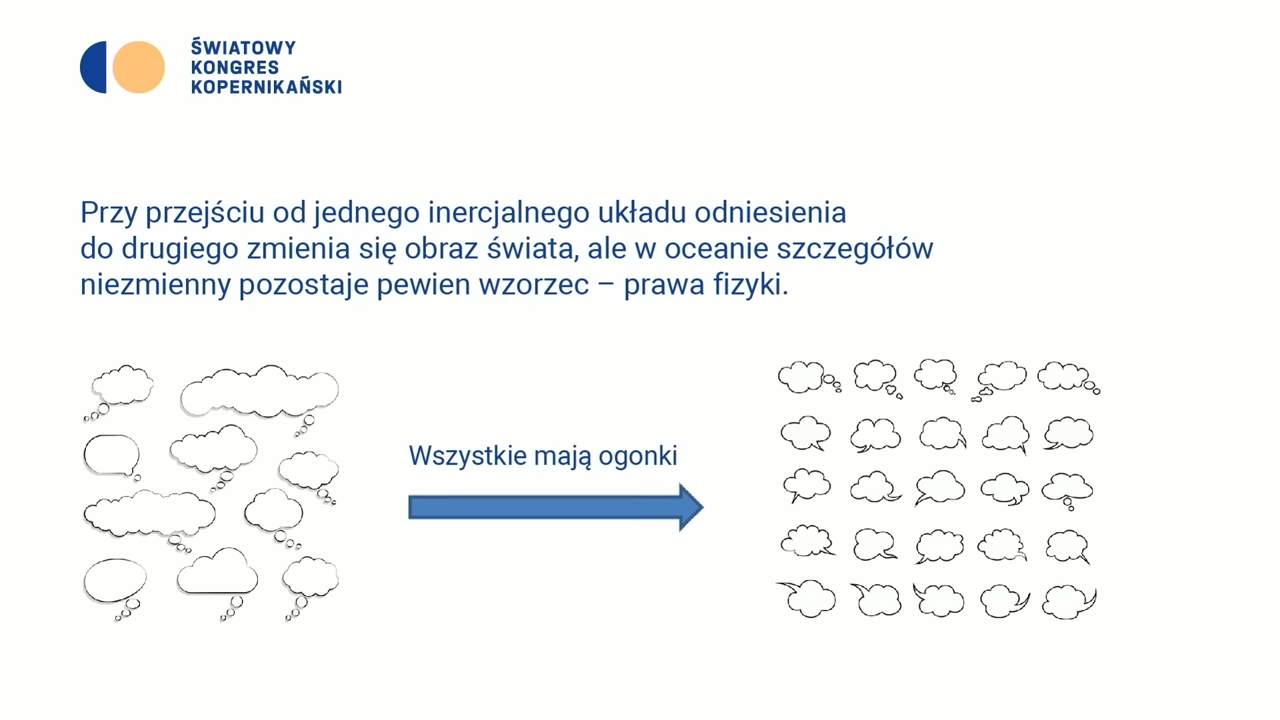 ŚWIATOWY
KONGRES
KOPERNIKAŃSKI
Przy przejściu od jednego inercjalnego układu odniesienia
do drugiego zmienia się obraz świata, ale w oceanie szczegółów
niezmienny pozostaje pewien wzorzec – prawa fizyki.
Wszystkie mają ogonki